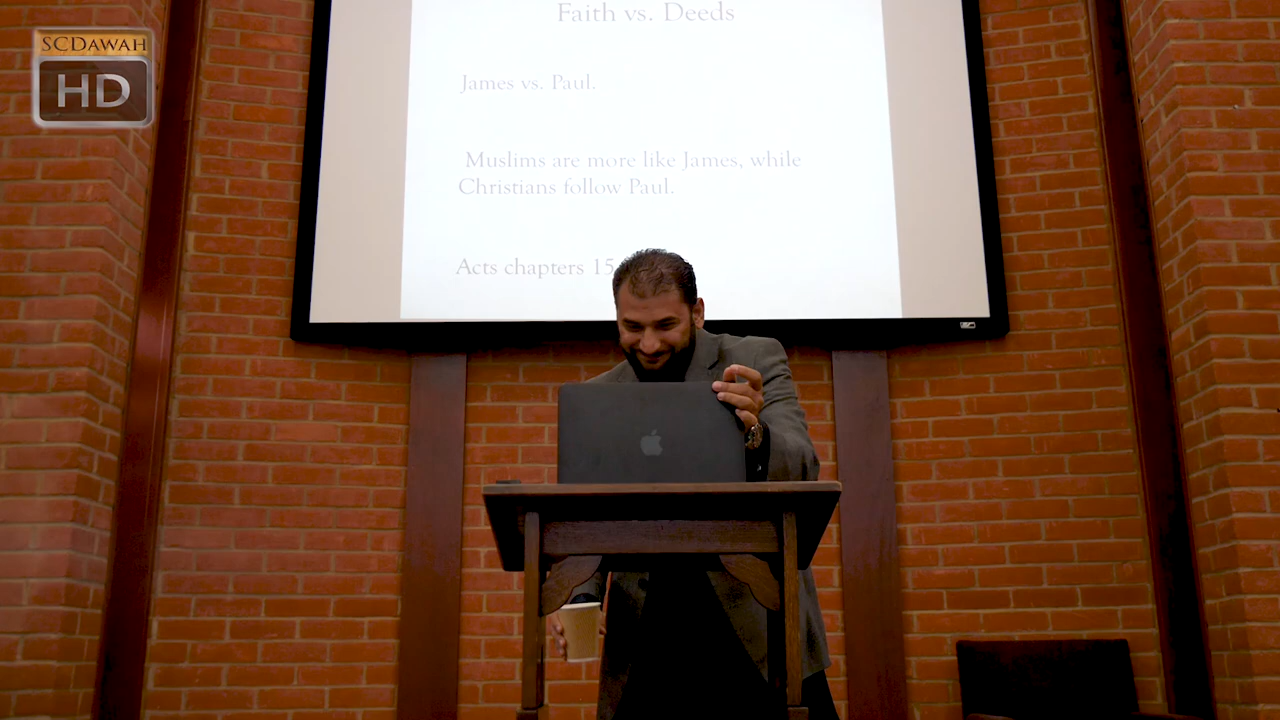 SCDAWAH
HD
Faith vs. Deeds
James vs. Paul.
Muslims are more like James, while
Christians follow Paul.
Acts chapters 15